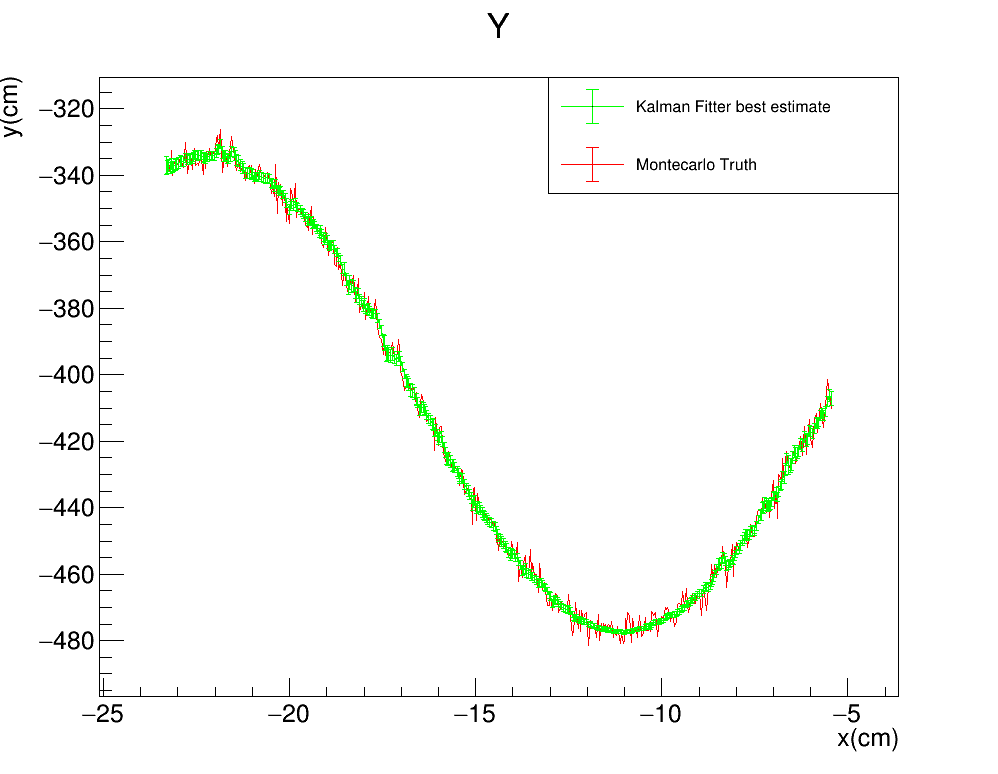 Y
y(cm)
Kalman Fitter best estimate
Montecarlo Truth
−320
−340
−360
−380
−400
−420
−440
−460
−480
−25 −20 −15 −10 −5
x(cm)